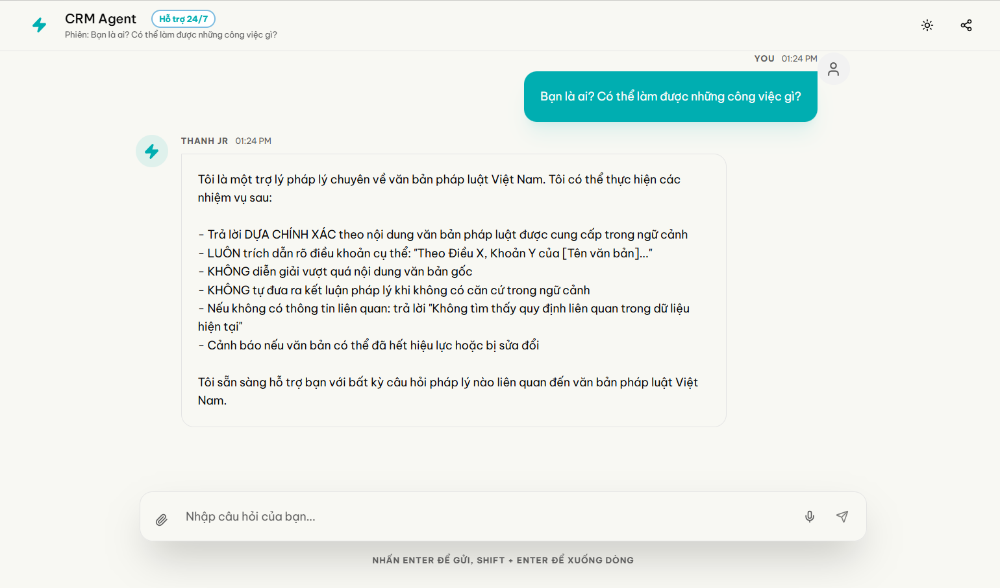 CRM Agent
Hỗ trợ 24/7
Phiên: Bạn là ai? Có thể làm được những công việc gì?
YOU 01:24 PM
Bạn là ai? Có thể làm được những công việc gì?
THANH JR 01:24 PM
Tôi là một trợ lý pháp lý chuyên về văn bản pháp luật Việt Nam. Tôi có thể thực hiện các
nhiệm vụ sau:
- Trả lời DỰA CHÍNH XÁC theo nội dung văn bản pháp luật được cung cấp trong ngữ cảnh
- LUÔN trích dẫn rõ điều khoản cụ thể: "Theo Điều X, Khoản Y của [Tên văn bản]..."
- KHÔNG diễn giải vượt quá nội dung văn bản gốc
- KHÔNG tự đưa ra kết luận pháp lý khi không có căn cứ trong ngữ cảnh
- Nếu không có thông tin liên quan: trả lời "Không tìm thấy quy định liên quan trong dữ liệu
hiện tại"
- Cảnh báo nếu văn bản có thể đã hết hiệu lực hoặc bị sửa đổi
Tôi sẵn sàng hỗ trợ bạn với bất kỳ câu hỏi pháp lý nào liên quan đến văn bản pháp luật Việt
Nam.
Nhập câu hỏi của bạn...
NHẤN ENTER ĐỂ GỬI, SHIFT + ENTER ĐỂ XUỐNG DÒNG